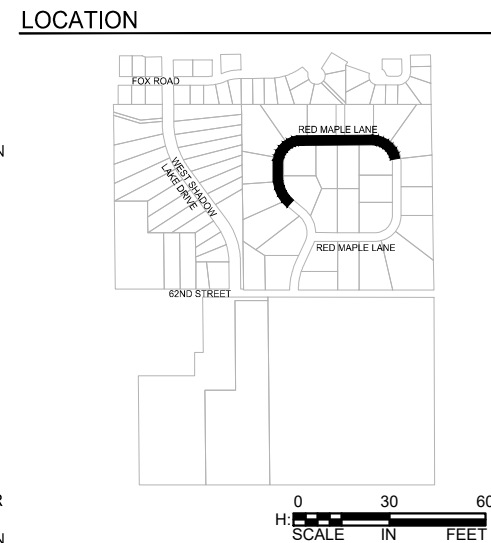 LOCATION
FOX ROAD
RED MAPLE LANE
WEST SHADOW
LAKE DRIVE
RED MAPLE LANE
62ND STREET
N
R
N
0 30 60
H:
SCALE IN FEET